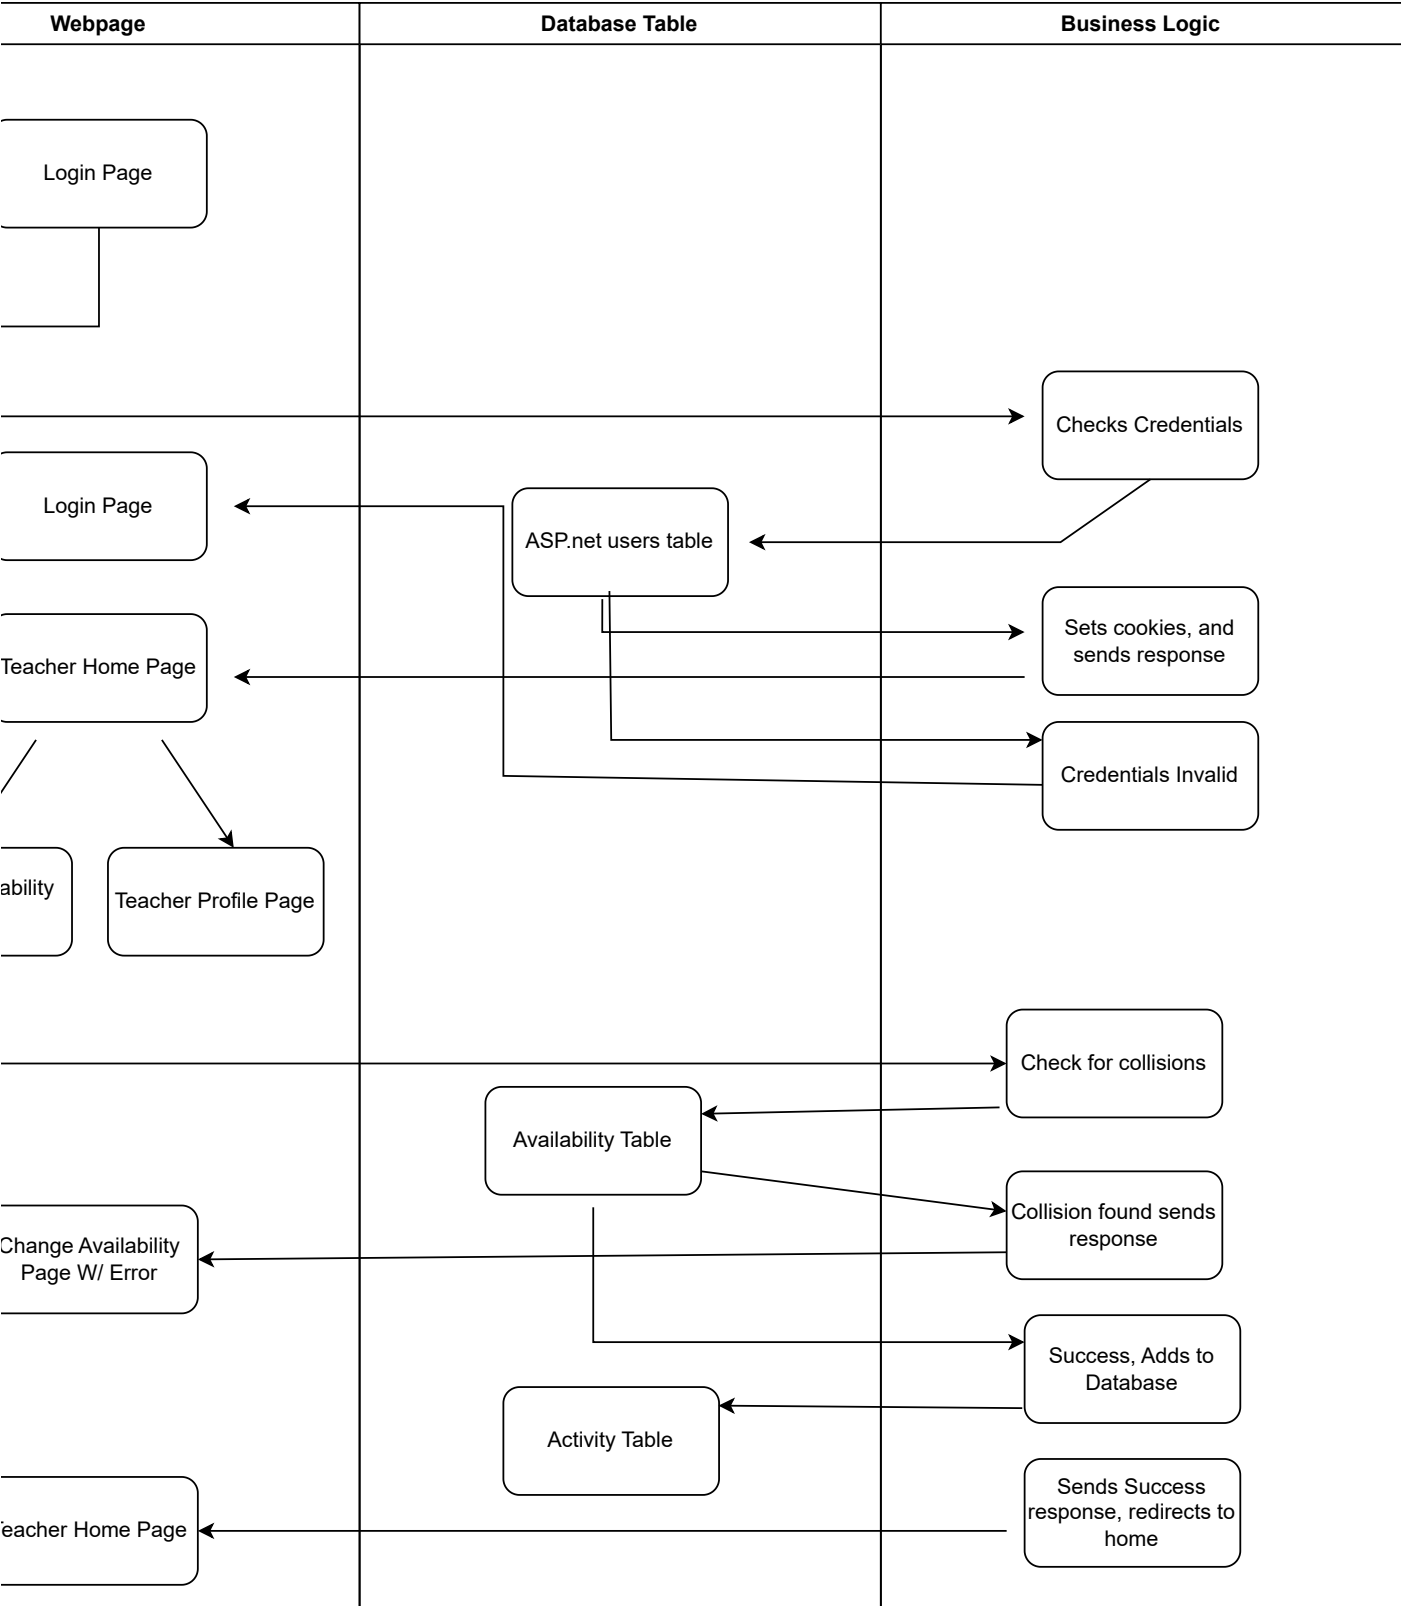 Webpage
Database Table
Business Logic
Login Page
Checks Credentials
Login Page
ASP.net users table
Sets cookies, and
sends response
Teacher Home Page
Credentials Invalid
ability
Teacher Profile Page
Check for collisions
Availability Table
Collision found sends
response
Change Availability
Page W/ Error
Success, Adds to
Database
Activity Table
Sends Success
response, redirects to
home
eacher Home Page